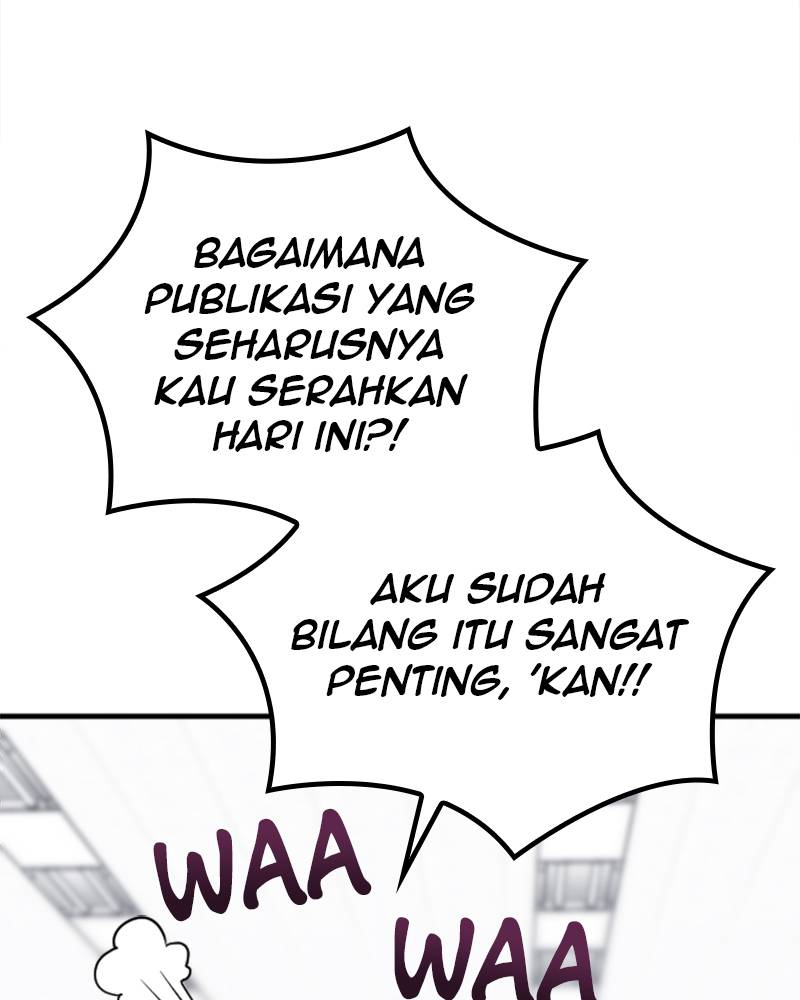 BAGAIMANA
PUBLIKASI YANG
SEHARUSNYA
KAU SERAHKAN
HARI INI?!
AKU SUDAH
BILANG ITU SANGAT
PENTING, 'KAN!!
WAA
WAA